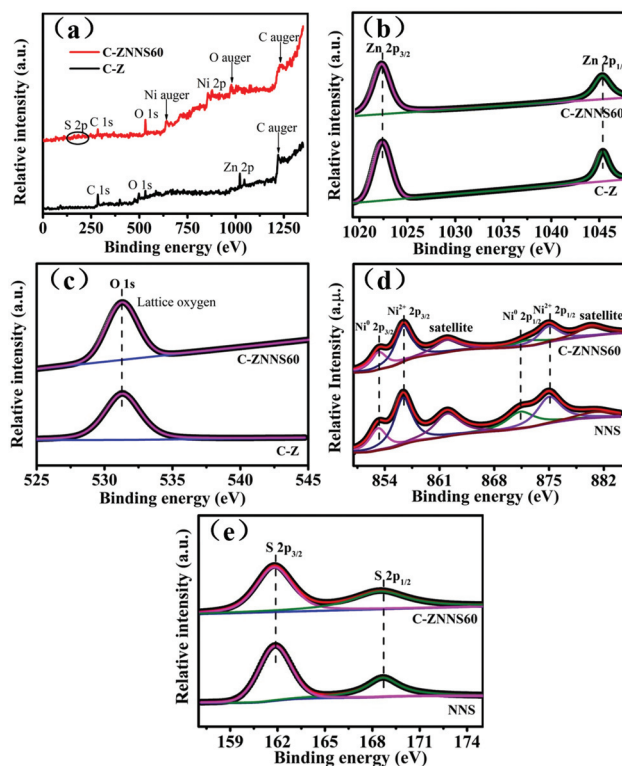 (a)
C-ZNNS60
C-Z
C auger
O auger
Ni auger
Ni 2p
S 2p
C 1s
O 1s
C auger
Zn 2p
C 1s
O 1s
Relative intensity (a.u.)
0 250 500 750 1000 1250
Binding energy (eV)
(b)
Zn 2p3/2
Zn 2p1/
C-ZNNS60
C-Z
Relative intensity (a.u.)
1020 1025 1030 1035 1040 1045
Binding energy (eV)
(c)
O 1s
Lattice oxygen
C-ZNNS60
C-Z
Relative intensity (a.u.)
525 530 535 540 545
Binding energy (eV)
(d)
Ni0 2p3/2
Ni2+ 2p3/2
satellite
Ni0 2p1/2
Ni2+ 2p1/2
satellite
C-ZNNS60
NNS
Relative Intensity (a.μ.)
854 861 868 875 882
Binding energy (eV)
(e)
S 2p3/2
S 2p1/2
C-ZNNS60
NNS
Relative intensity (a.u.)
159 162 165 168 171 174
Binding energy (eV)